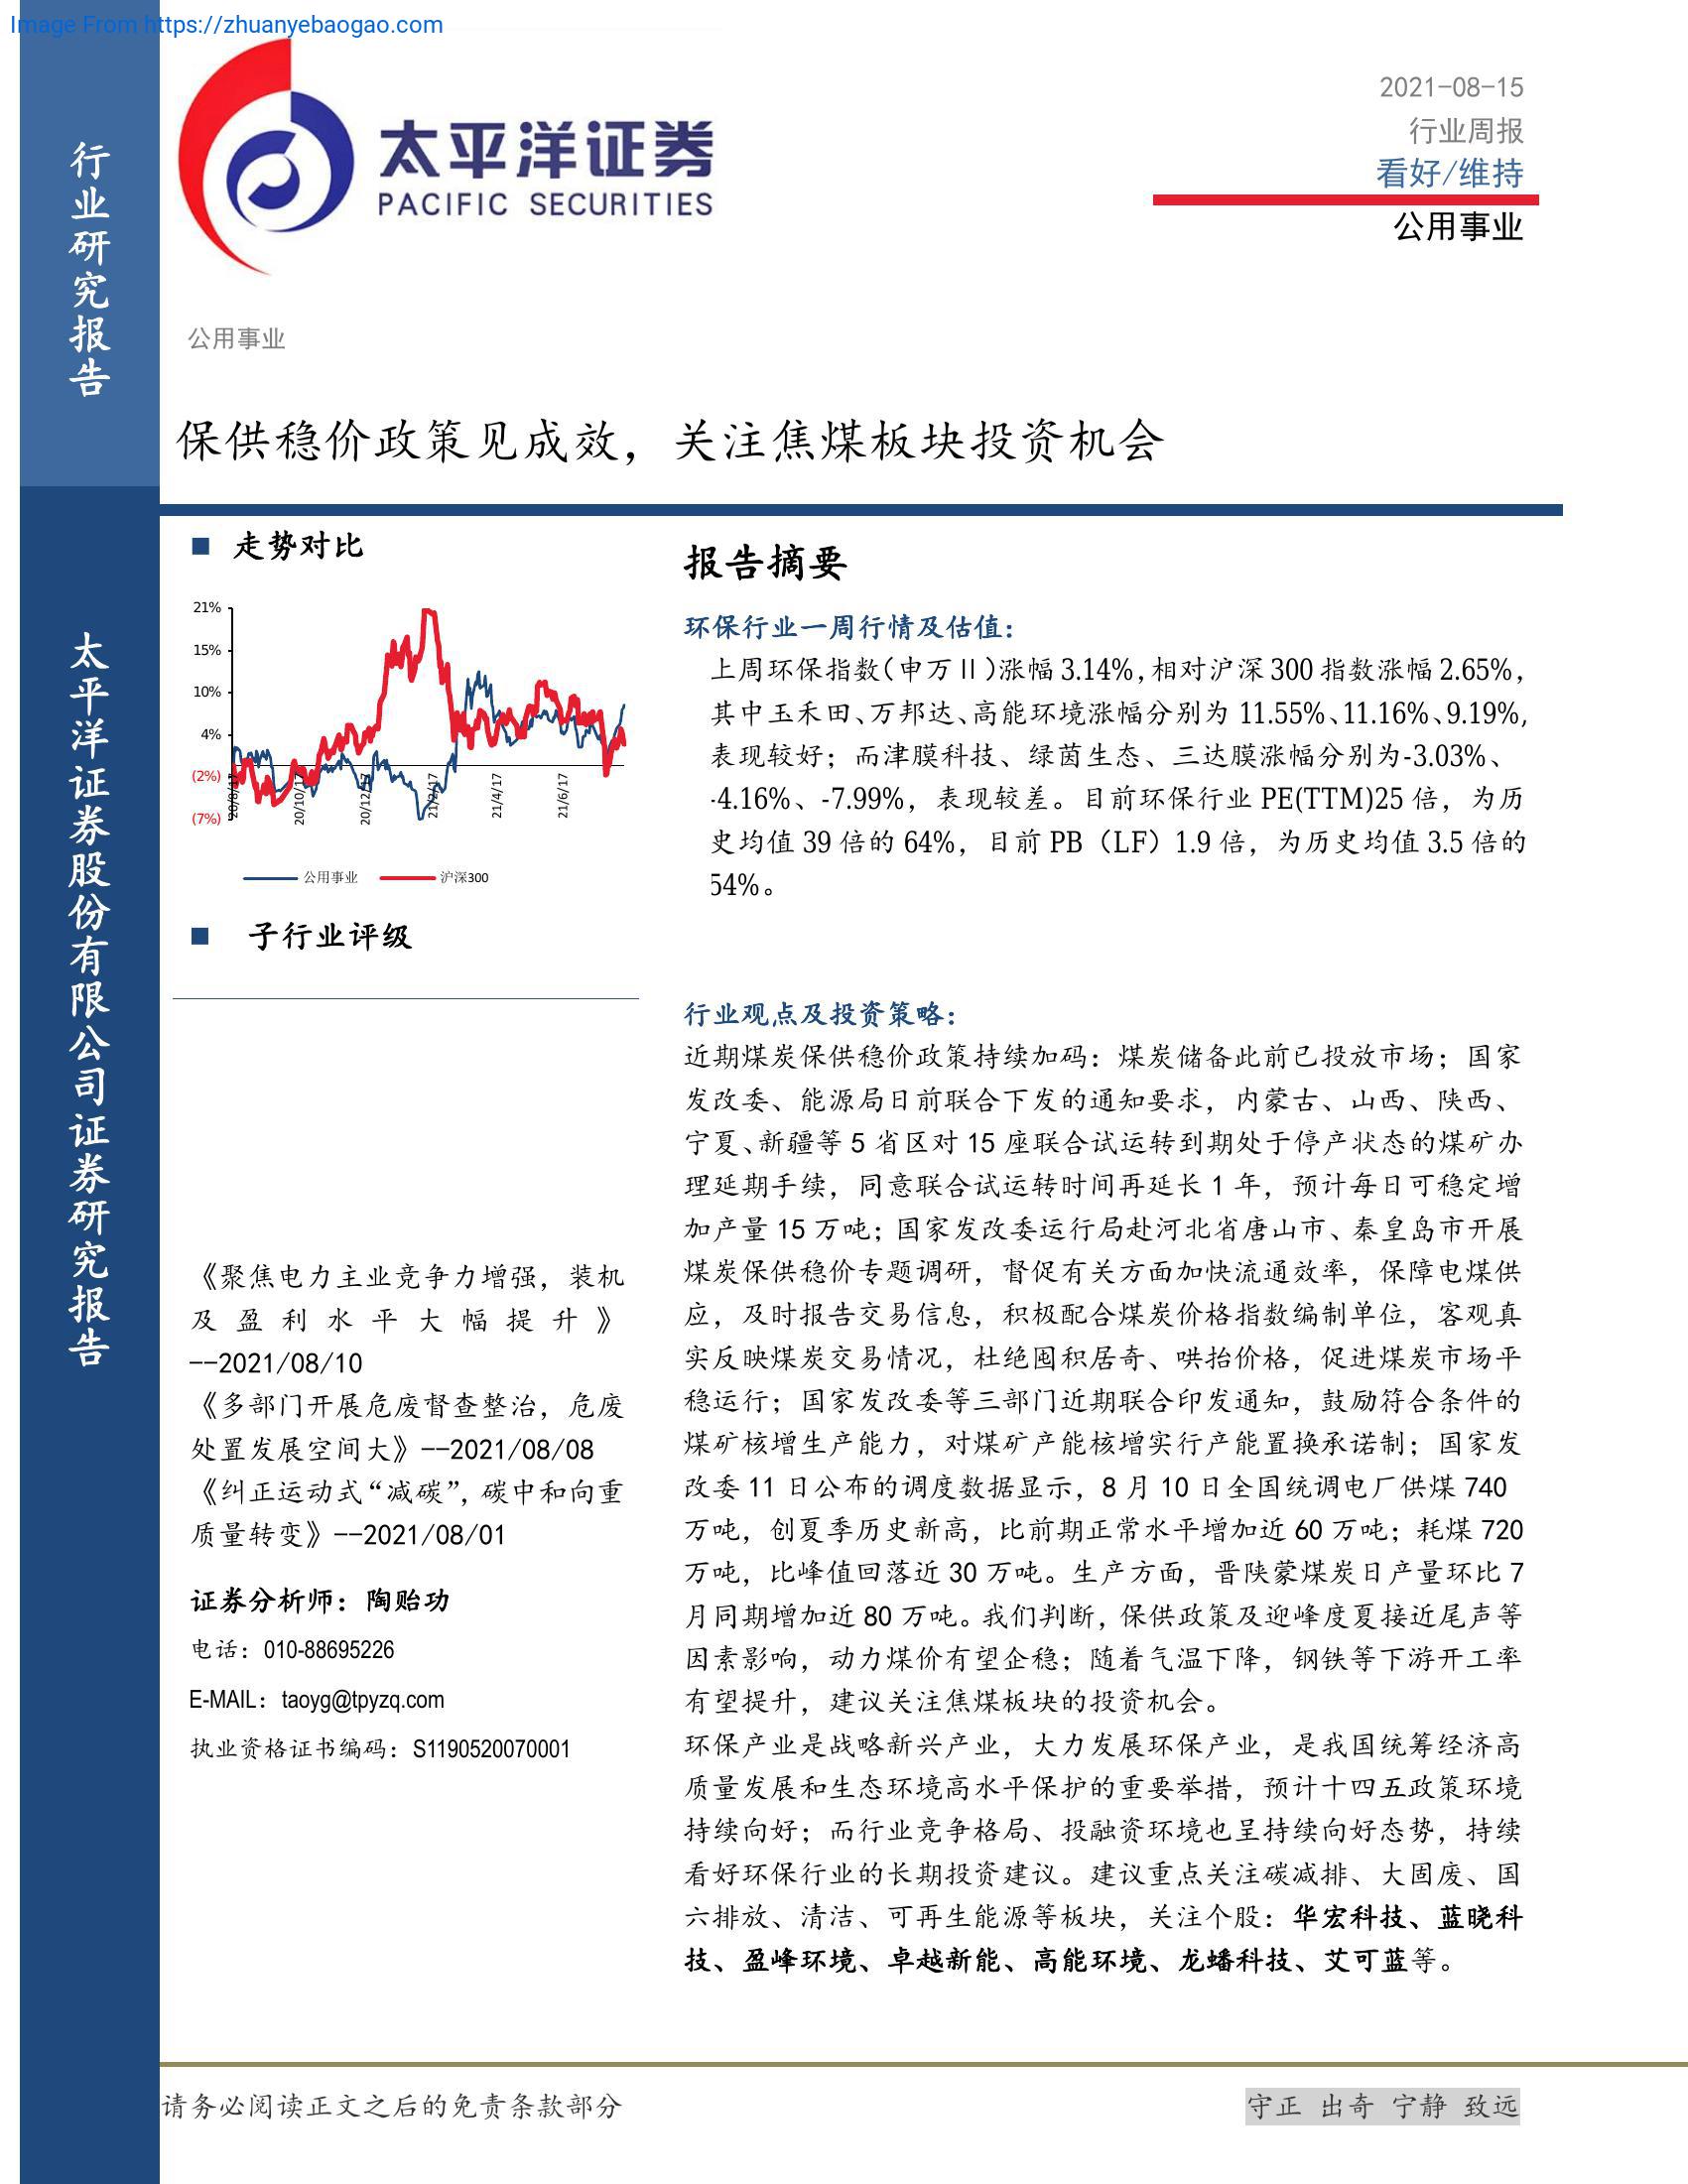 Image From https://zhuanyebaogao.com
行业研究报告
太平洋证券股份有限公司证券研究报告
太平洋证券
PACIFIC SECURITIES
2021-08-15
行业周报
看好/维持
公用事业
公用事业
保供稳价政策见成效，关注焦煤板块投资机会
■ 走势对比
21%
15%
10%
4%
(2%)
(7%)
20/8/17
20/10/17
20/12/17
21/2/17
21/4/17
21/6/17
公用事业
沪深300
■ 子行业评级
《聚焦电力主业竞争力增强，装机
及盈利水平大幅提升》
--2021/08/10
《多部门开展危废督查整治，危废
处置发展空间大》--2021/08/08
《纠正运动式“减碳”，碳中和向重
质量转变》--2021/08/01
证券分析师：陶贻功
电话：010-88695226
E-MAIL：taoyg@tpyzq.com
执业资格证书编码：S1190520070001
报告摘要
环保行业一周行情及估值：
上周环保指数（申万Ⅱ）涨幅3.14%，相对沪深300指数涨幅2.65%，
其中玉禾田、万邦达、高能环境涨幅分别为 11.55%、11.16%、9.19%，
表现较好；而津膜科技、绿茵生态、三达膜涨幅分别为-3.03%、
-4.16%、-7.99%，表现较差。目前环保行业 PE(TTM)25 倍，为历
史均值 39 倍的 64%，目前 PB（LF）1.9 倍，为历史均值 3.5 倍的
54%。
行业观点及投资策略：
近期煤炭保供稳价政策持续加码：煤炭储备此前已投放市场；国家
发改委、能源局日前联合下发的通知要求，内蒙古、山西、陕西、
宁夏、新疆等 5 省区对 15 座联合试运转到期处于停产状态的煤矿办
理延期手续，同意联合试运转时间再延长 1 年，预计每日可稳定增
加产量 15 万吨；国家发改委运行局赴河北省唐山市、秦皇岛市开展
煤炭保供稳价专题调研，督促有关方面加快流通效率，保障电煤供
应，及时报告交易信息，积极配合煤炭价格指数编制单位，客观真
实反映煤炭交易情况，杜绝囤积居奇、哄抬价格，促进煤炭市场平
稳运行；国家发改委等三部门近期联合印发通知，鼓励符合条件的
煤矿核增生产能力，对煤矿产能核增实行产能置换承诺制；国家发
改委 11 日公布的调度数据显示，8 月 10 日全国统调电厂供煤 740
万吨，创夏季历史新高，比前期正常水平增加近 60 万吨；耗煤 720
万吨，比峰值回落近 30 万吨。生产方面，晋陕蒙煤炭日产量环比 7
月同期增加近 80 万吨。我们判断，保供政策及迎峰度夏接近尾声等
因素影响，动力煤价有望企稳；随着气温下降，钢铁等下游开工率
有望提升，建议关注焦煤板块的投资机会。
环保产业是战略新兴产业，大力发展环保产业，是我国统筹经济高
质量发展和生态环境高水平保护的重要举措，预计十四五政策环境
持续向好；而行业竞争格局、投融资环境也呈持续向好态势，持续
看好环保行业的长期投资建议。建议重点关注碳减排、大固废、国
六排放、清洁、可再生能源等板块，关注个股：华宏科技、蓝晓科
技、盈峰环境、卓越新能、高能环境、龙蟠科技、艾可蓝等。
请务必阅读正文之后的免责条款部分
守正 出奇 宁静 致远